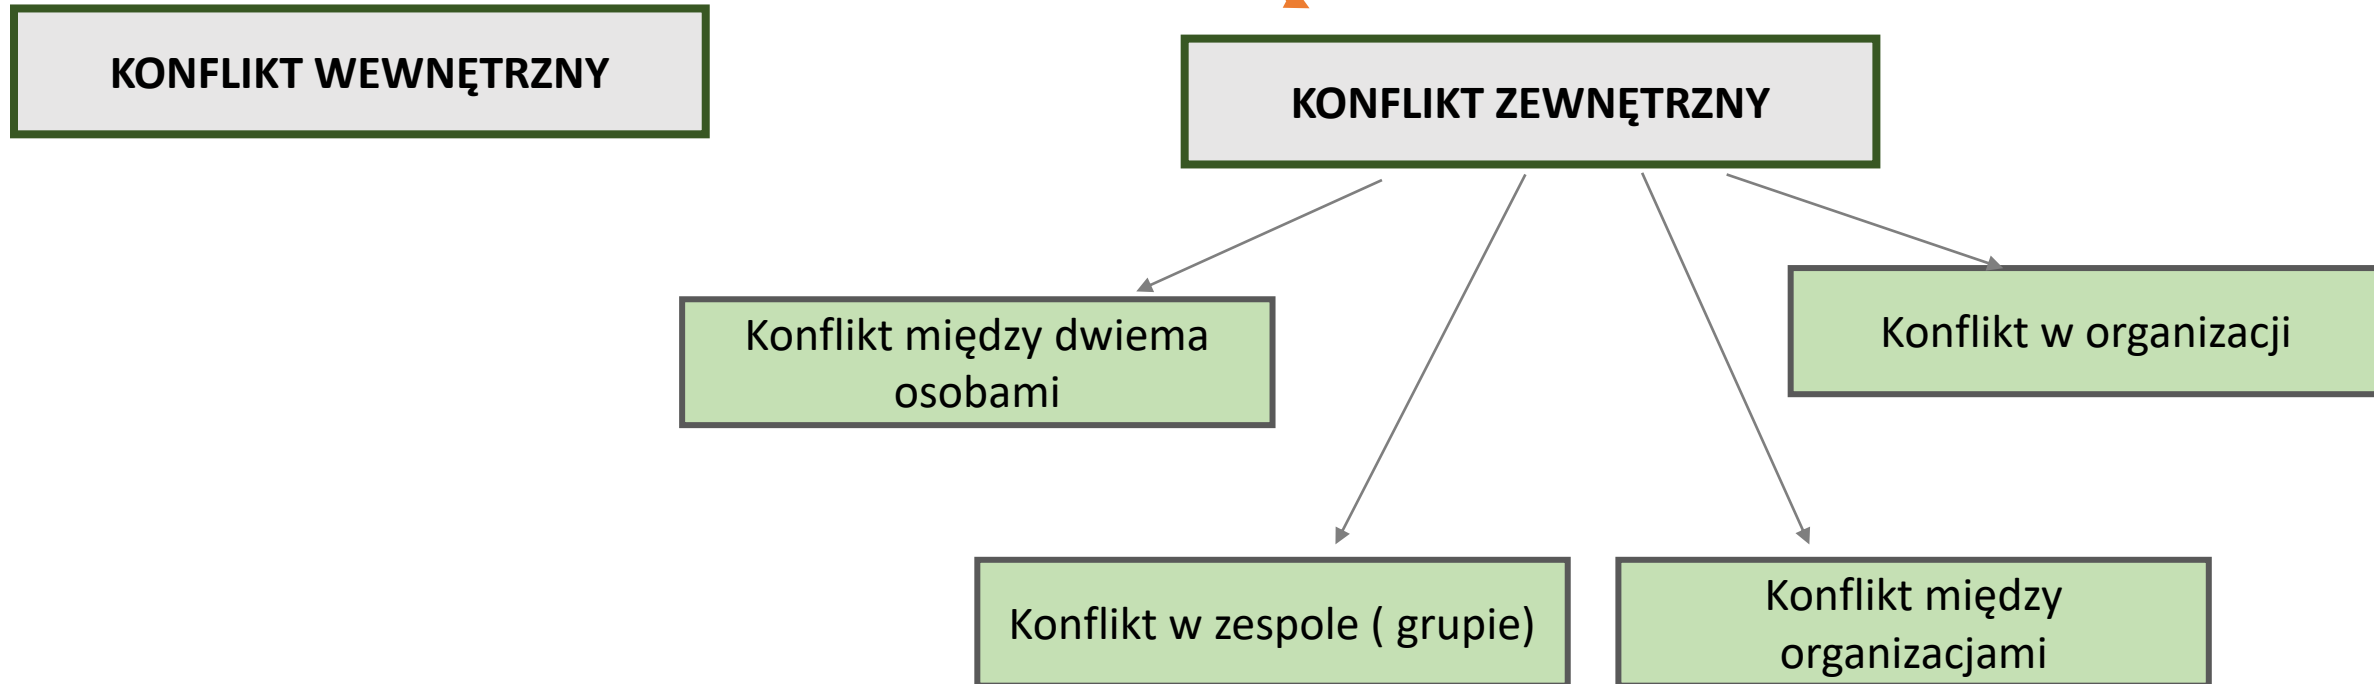 KONFLIKT WEWNĘTRZNY
KONFLIKT ZEWNĘTRZNY
Konflikt między dwiema
osobami
Konflikt w organizacji
Konflikt w zespole ( grupie)
Konflikt między
organizacjami